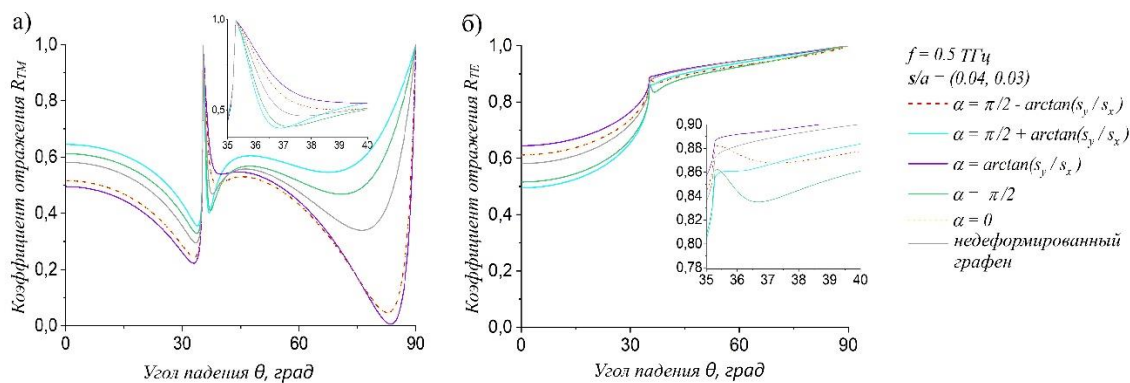 а)
Коэффициент отражения R_TM
1,0
0,8
0,6
0,4
0,2
0,0
0
30
60
90
Угол падения θ, град
1,0
0,5
35
36
37
38
39
40
б)
Коэффициент отражения R_TE
1,0
0,8
0,6
0,4
0,2
0,0
0
30
60
90
Угол падения θ, град
0,90
0,88
0,86
0,84
0,82
0,80
0,78
35
36
37
38
39
40
f = 0.5 ТГц
s/a = (0.04, 0.03)
α = π/2 - arctan(s_y / s_x)
α = π/2 + arctan(s_y / s_x)
α = arctan(s_y / s_x)
α = π/2
α = 0
недеформированный
графен